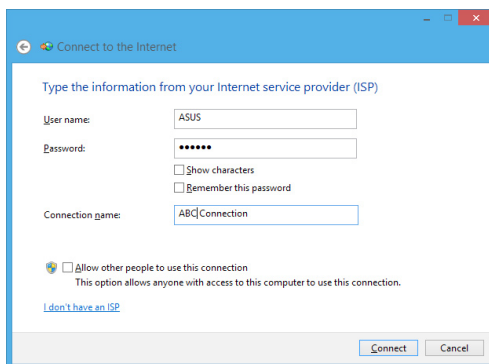 Connect to the Internet
Type the information from your Internet service provider (ISP)
User name: ASUS
Password: ••••••
Show characters
Remember this password
Connection name: ABC Connection
Allow other people to use this connection
This option allows anyone with access to this computer to use this connection.
I don't have an ISP
Connect Cancel